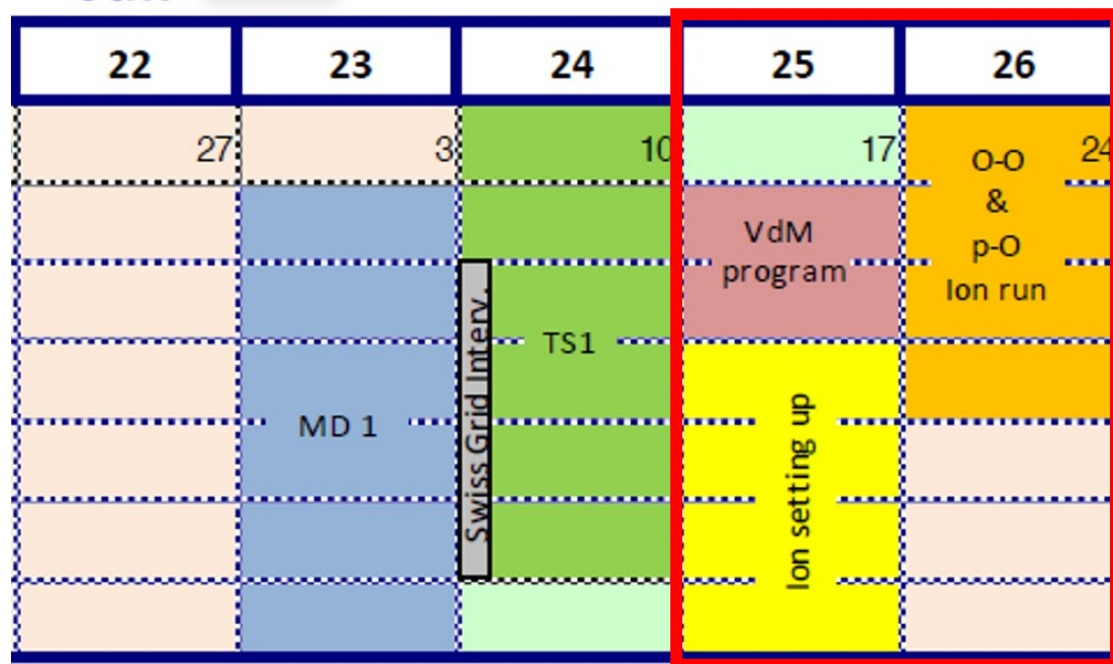 22 23 24 25 26
27 3 10 17 24
MD 1
Swiss Grid Interv.
TS1
VdM
program
Ion setting up
O-O
&
p-O
Ion run